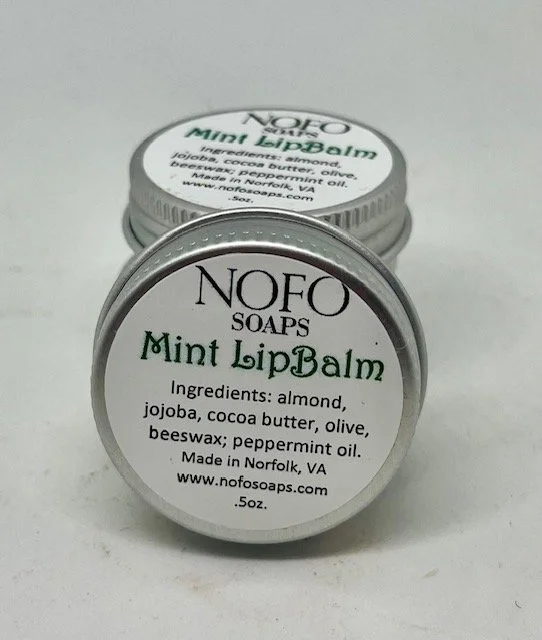 NOFO
SOAPS
Mint LipBalm
Ingredients: almond,
jojoba, cocoa butter, olive,
beeswax; peppermint oil.
Made in Norfolk, VA
www.nofosoaps.com
.5oz.
NOFO
SOAPS
Mint LipBalm
Ingredients: almond,
jojoba, cocoa butter, olive,
beeswax; peppermint oil.
Made in Norfolk, VA
www.nofosoaps.com
.5oz.